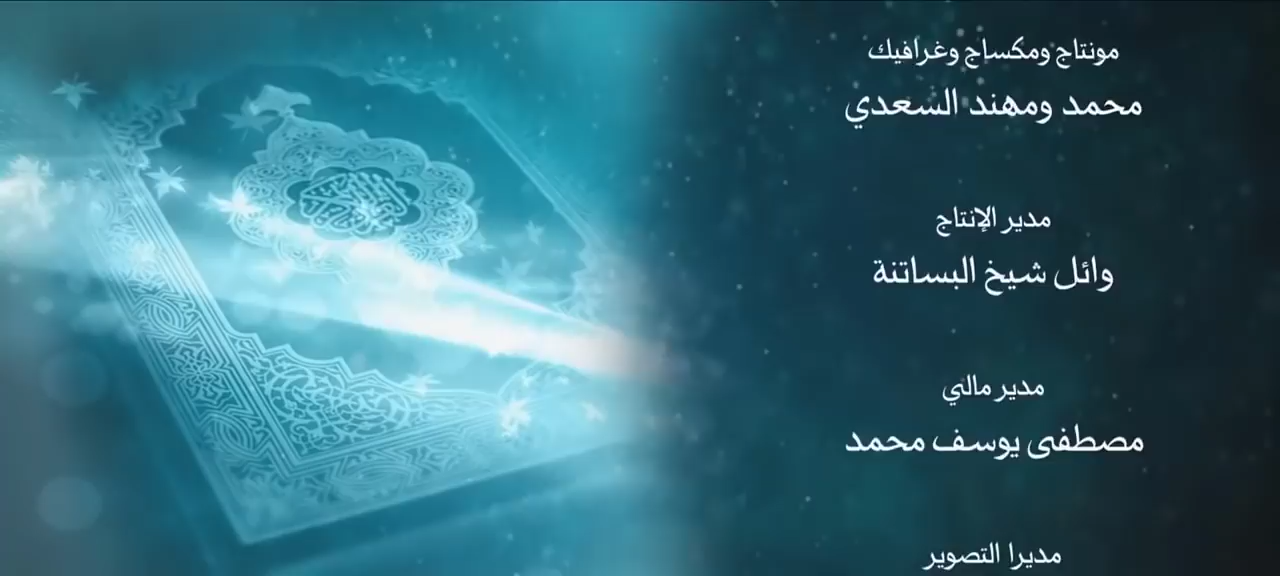 مونتاج ومكساج وغرافيك
محمد ومهند السعدي
مدير الإنتاج
وائل شيخ البساتنة
مدير مالي
مصطفى يوسف محمد
مديرا التصوير